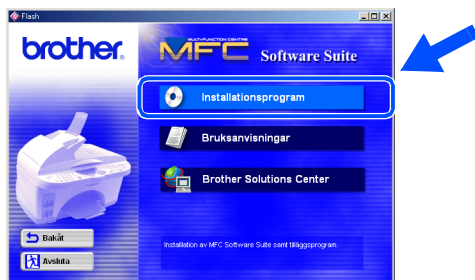 Flash
brother.
MULTI-FUNCTION CENTRE
MFC Software Suite
Installationsprogram
Bruksanvisningar
Brother Solutions Center
Bakåt
Avsluta
Installation av MFC Software Suite samt tilläggsprogram.